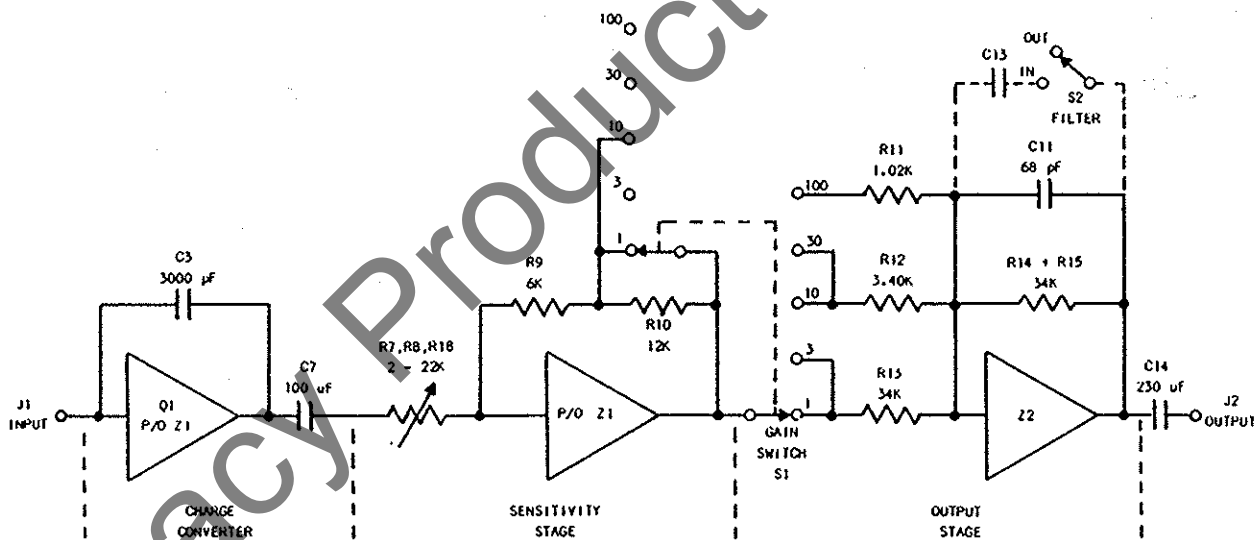 100
30
10
3
1
OUT
C13
IN
S2
FILTER
R11
1.02K
C11
68 pF
100
30
R12
3.40K
R14 + R15
34K
10
3
R13
34K
1
C3
3000 pF
R9
6K
R10
12K
R7,R8,R18
2 - 22K
C7
100 uF
J1
INPUT
Q1
P/O Z1
P/O Z1
GAIN
SWITCH
S1
Z2
C14
230 uF
J2
OUTPUT
CHARGE
CONVERTER
SENSITIVITY
STAGE
OUTPUT
STAGE
acy Product